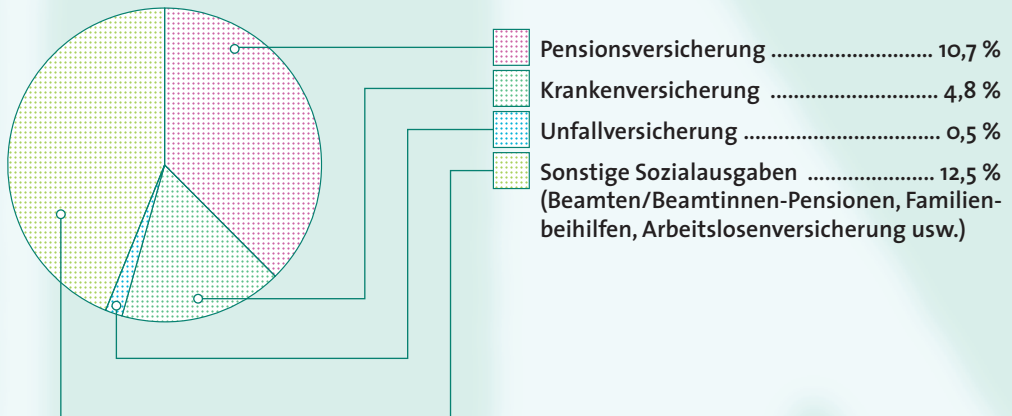 Pensionsversicherung ................................ 10,7 %
Krankenversicherung .................................. 4,8 %
Unfallversicherung ....................................... 0,5 %
Sonstige Sozialausgaben ........................ 12,5 %
(Beamten/Beamtinnen-Pensionen, Familien-
beihilfen, Arbeitslosenversicherung usw.)